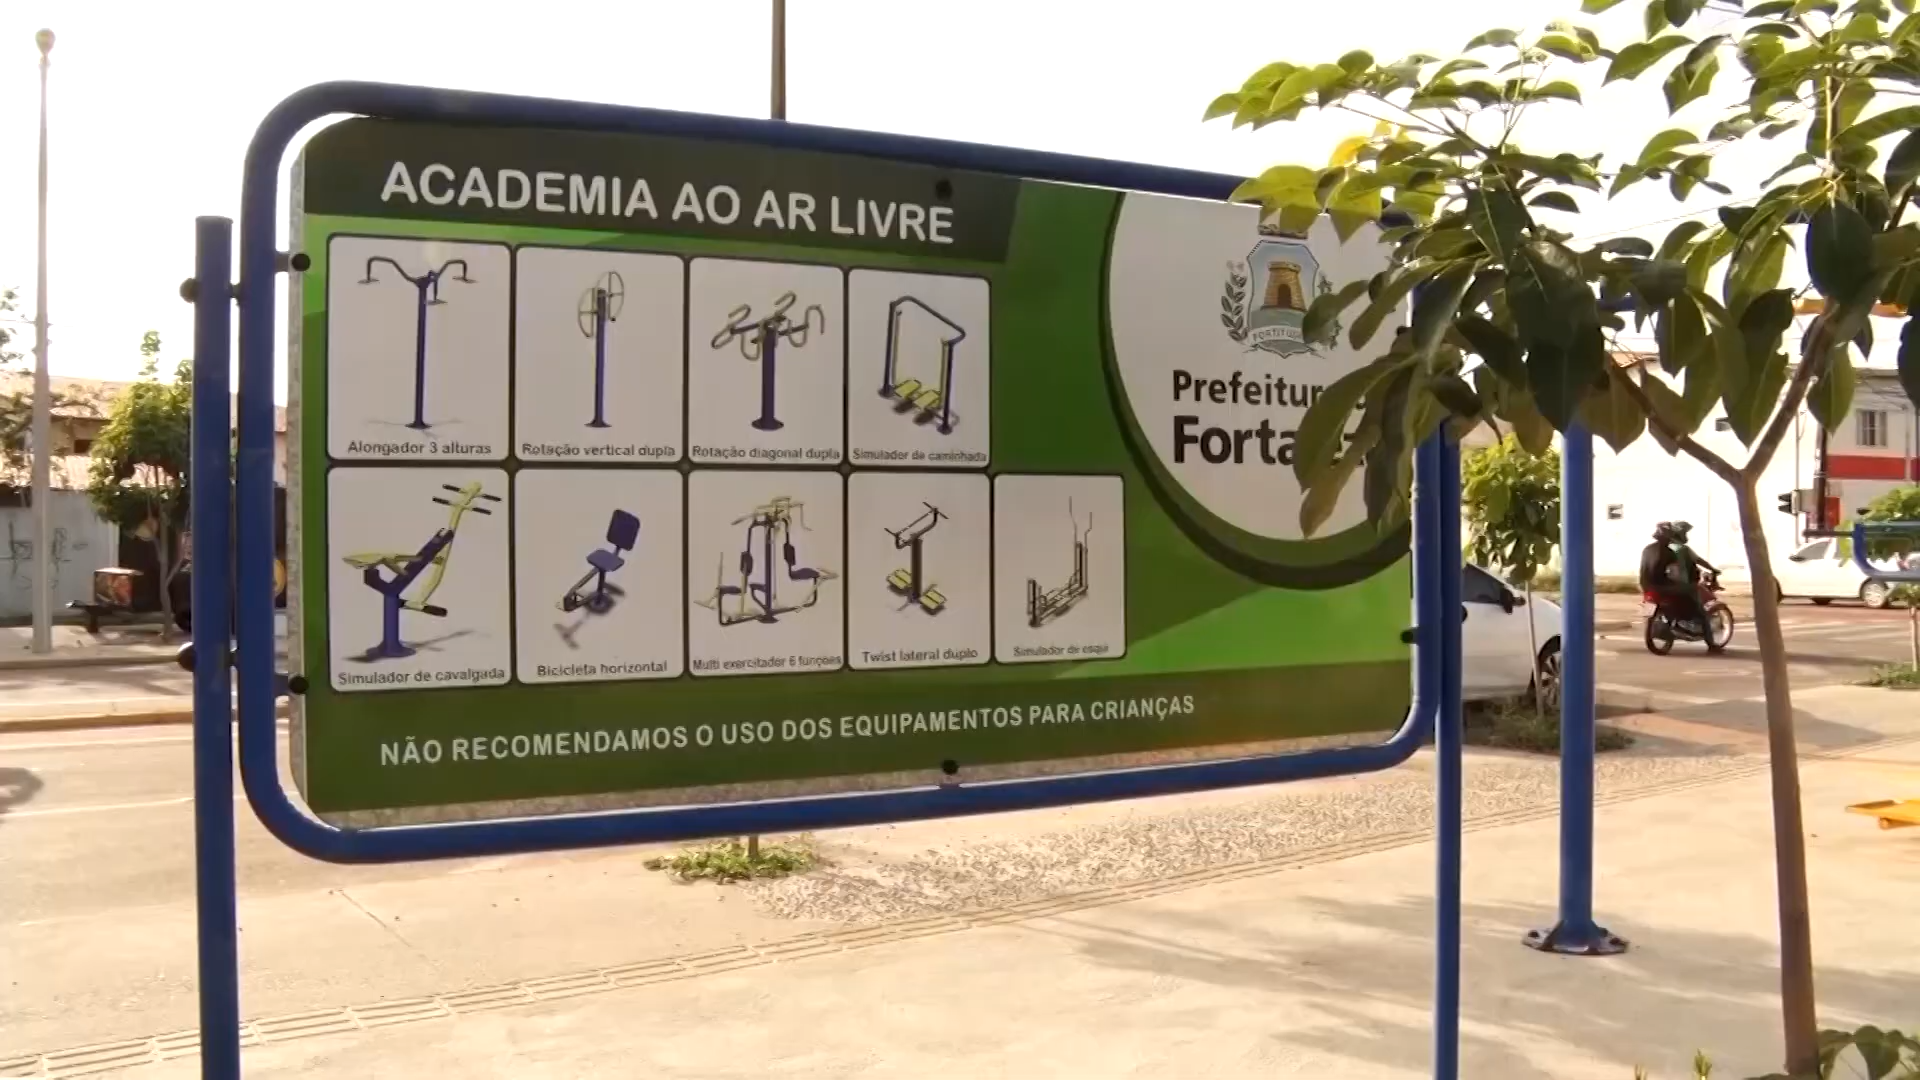 ACADEMIA AO AR LIVRE
Alongador 3 alturas
Rotação vertical dupla
Rotação diagonal dupla
Simulador de caminhada
Simulador de cavalgada
Bicicleta horizontal
Multi exercitador 6 funções
Twist lateral duplo
Simulador de esqui
NÃO RECOMENDAMOS O USO DOS EQUIPAMENTOS PARA CRIANÇAS
FORTITUDE